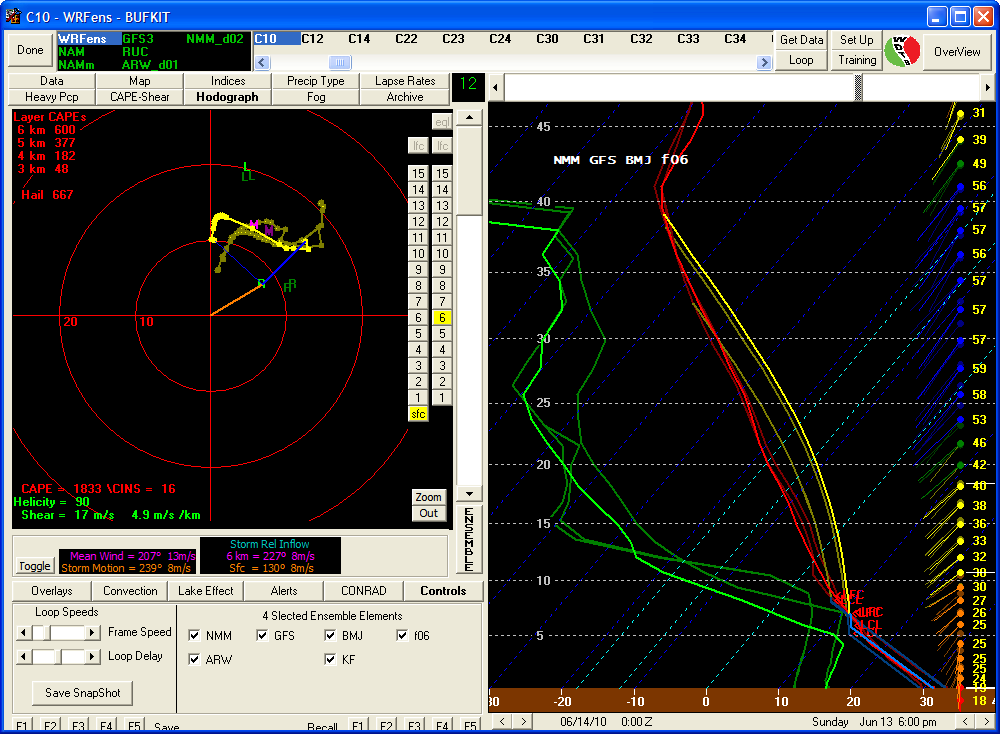 C10 - WRFens - BUFKIT
Done
WRFens GFS3 NMM_d02
NAM RUC
NAMm ARW_d01
C10 C12 C14 C22 C23 C24 C30 C31 C32 C33 C34
Get Data Set Up
Loop Training
OverView
Data Map Indices Precip Type Lapse Rates
Heavy Pcp CAPE-Shear Hodograph Fog Archive
12
Layer CAPEs
6 km 600
5 km 377
4 km 182
3 km 48
Hail 667
eql
lfc lfc
15 15
14 14
13 13
12 12
11 11
10 10
9 9
8 8
7 7
6 6
5 5
4 4
3 3
2 2
1 1
sfc
L
LL
M
M
R
R
20 10
CAPE = 1833 \CINS = 16
Helicity = 90
Shear = 17 m/s 4.9 m/s /km
Zoom
Out
ENSEMBLE
Toggle
Mean Wind = 207° 13m/s
Storm Motion = 239° 8m/s
Storm Rel Inflow
6 km = 227° 8m/s
Sfc = 130° 8m/s
Overlays Convection Lake Effect Alerts CONRAD Controls
Loop Speeds
Frame Speed
Loop Delay
Save SnapShot
4 Slected Ensemble Elements
NMM GFS BMJ f06
ARW KF
F1 F2 F3 F4 F5 Save
Recall F1 F2 F3 F4 F5
NMM GFS BMJ f06
45
40
35
30
25
20
15
10
5
31
39
49
56
57
57
56
57
57
57
59
58
53
46
42
40
38
36
33
32
30
30
27
26
25
25
25
24
19
18
LCL
-20 -10 0 10 20 30
06/14/10 0:00Z
Sunday Jun 13 6:00 pm